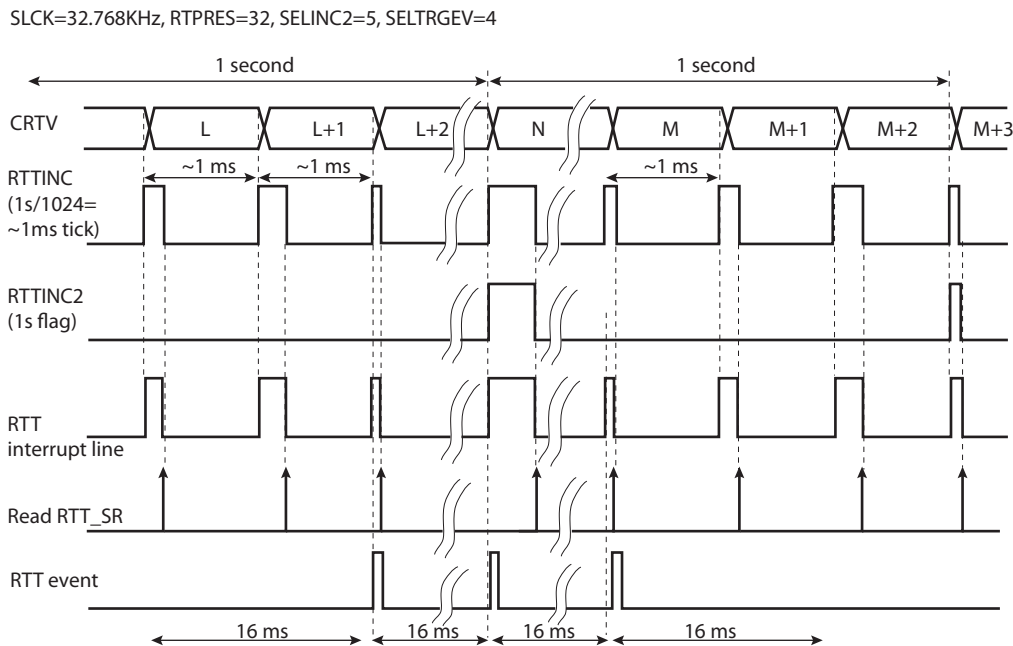 SLCK=32.768KHz, RTPRES=32, SELINC2=5, SELTRGEV=4
1 second 1 second
CRTV L L+1 L+2 N M M+1 M+2 M+3
~1 ms ~1 ms ~1 ms
RTTINC
(1s/1024=
~1ms tick)
RTTINC2
(1s flag)
RTT
interrupt line
Read RTT_SR
RTT event
16 ms 16 ms 16 ms 16 ms